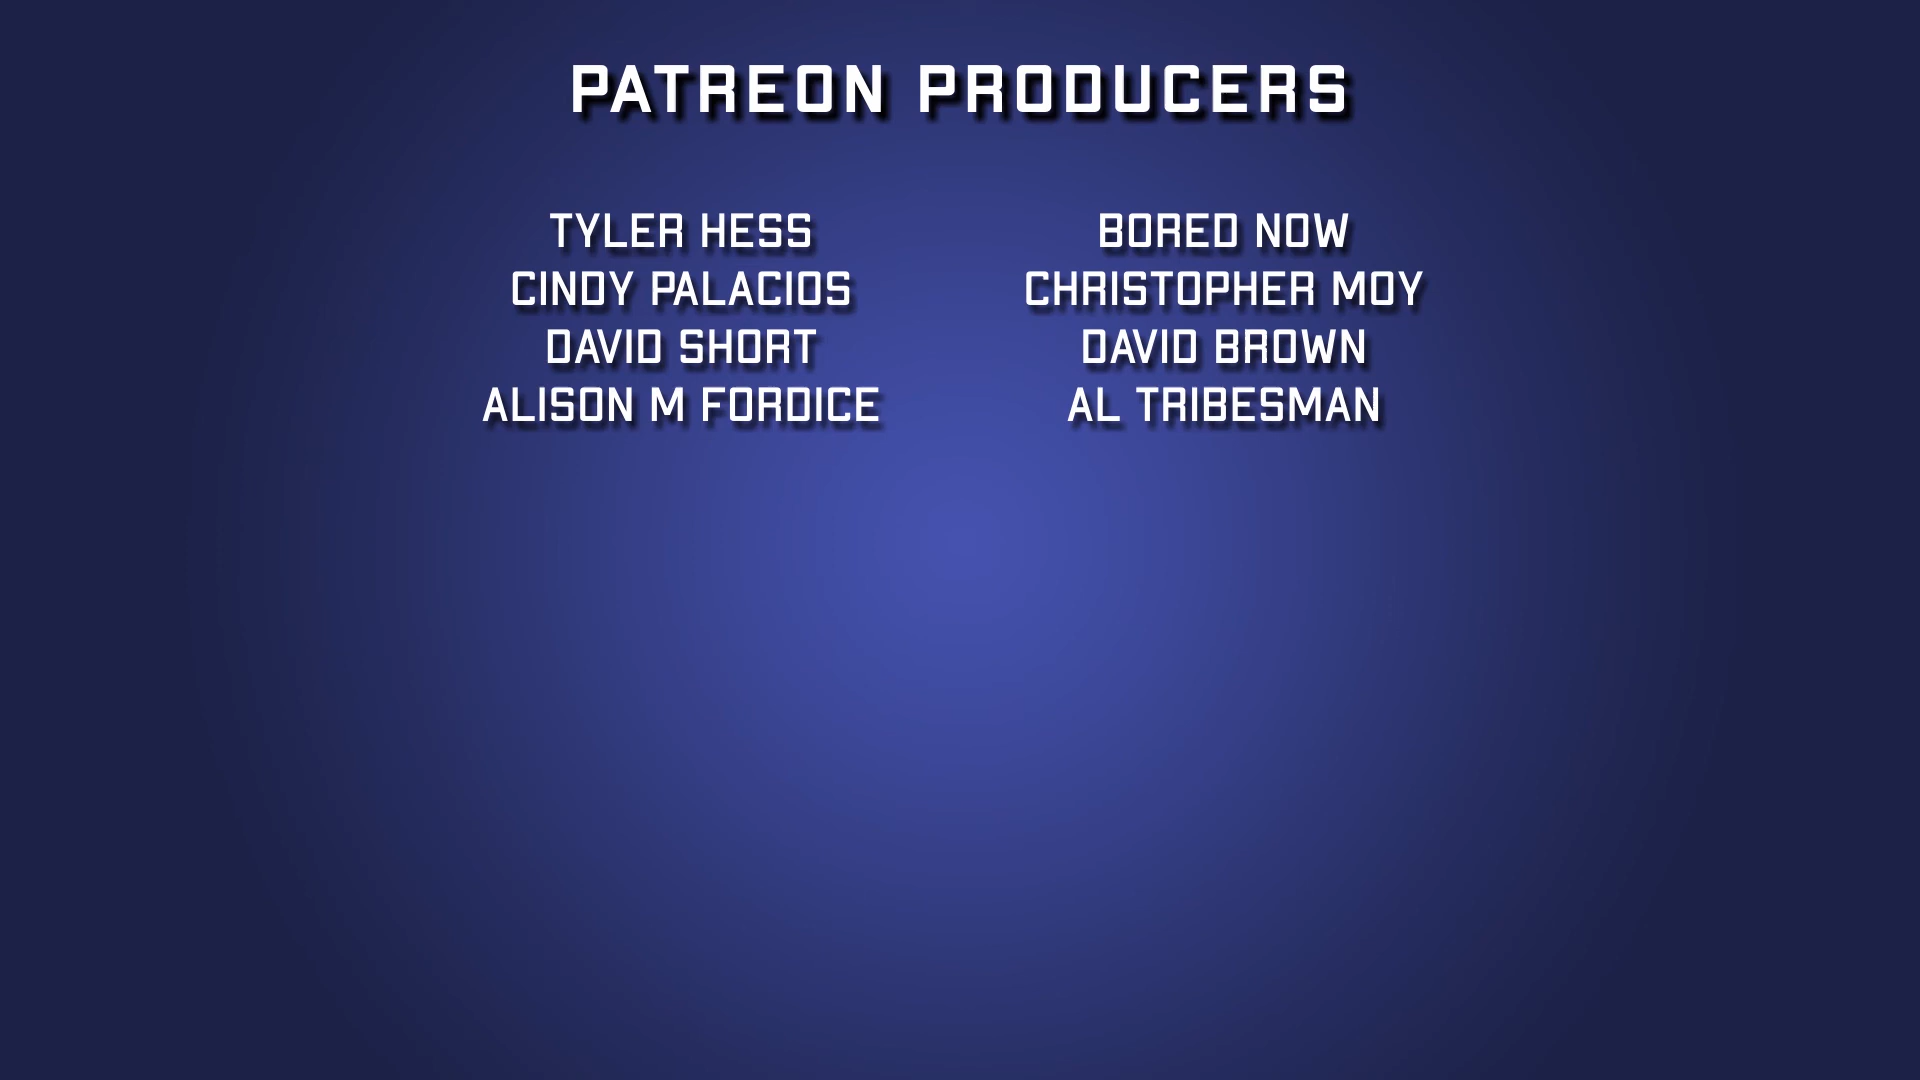 PATREON PRODUCERS
TYLER HESS
CINDY PALACIOS
DAVID SHORT
ALISON M FORDICE
BORED NOW
CHRISTOPHER MOY
DAVID BROWN
AL TRIBESMAN